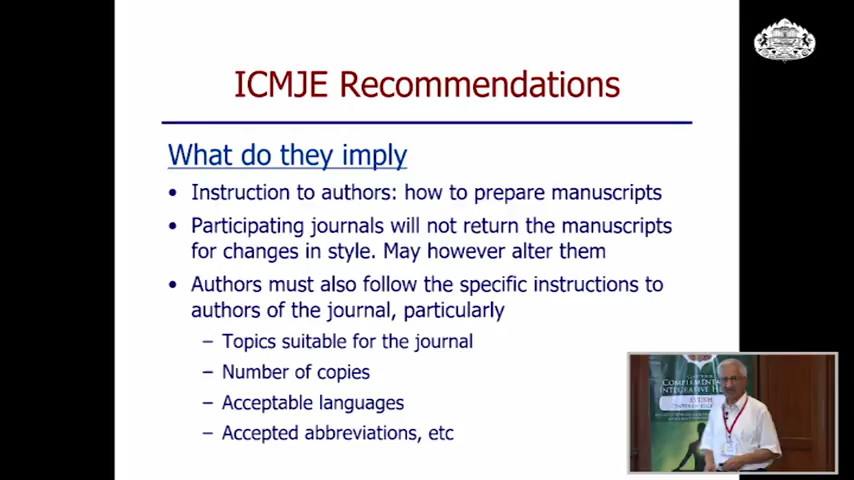 ICMJE Recommendations
What do they imply
• Instruction to authors: how to prepare manuscripts
• Participating journals will not return the manuscripts
for changes in style. May however alter them
• Authors must also follow the specific instructions to
authors of the journal, particularly
– Topics suitable for the journal
– Number of copies
– Acceptable languages
– Accepted abbreviations, etc